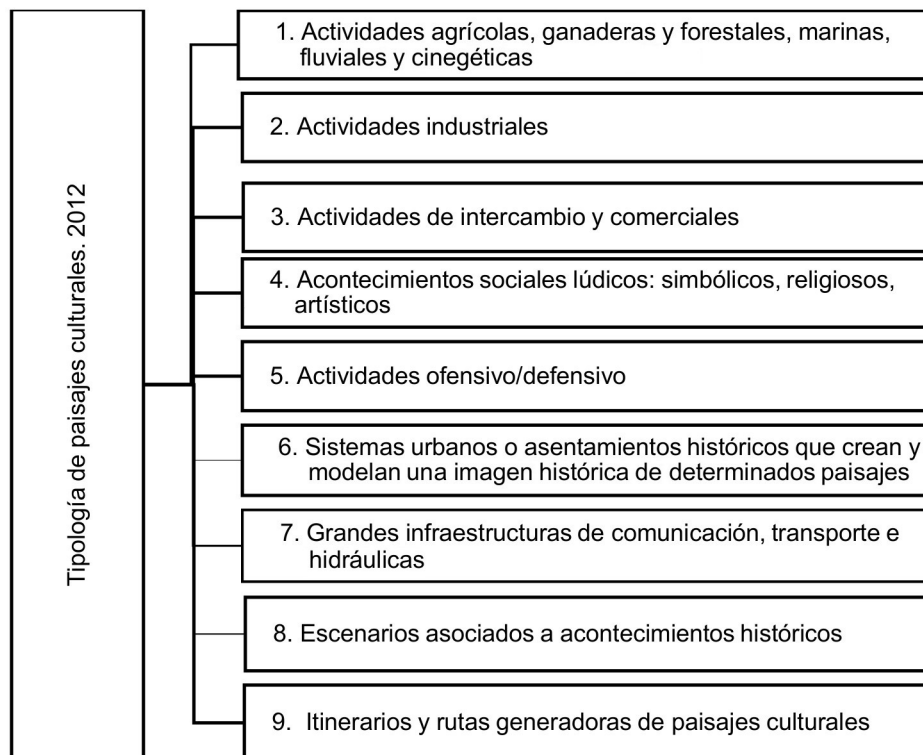 Tipología de paisajes culturales. 2012
1. Actividades agrícolas, ganaderas y forestales, marinas,
fluviales y cinegéticas
2. Actividades industriales
3. Actividades de intercambio y comerciales
4. Acontecimientos sociales lúdicos: simbólicos, religiosos,
artísticos
5. Actividades ofensivo/defensivo
6. Sistemas urbanos o asentamientos históricos que crean y
modelan una imagen histórica de determinados paisajes
7. Grandes infraestructuras de comunicación, transporte e
hidráulicas
8. Escenarios asociados a acontecimientos históricos
9. Itinerarios y rutas generadoras de paisajes culturales